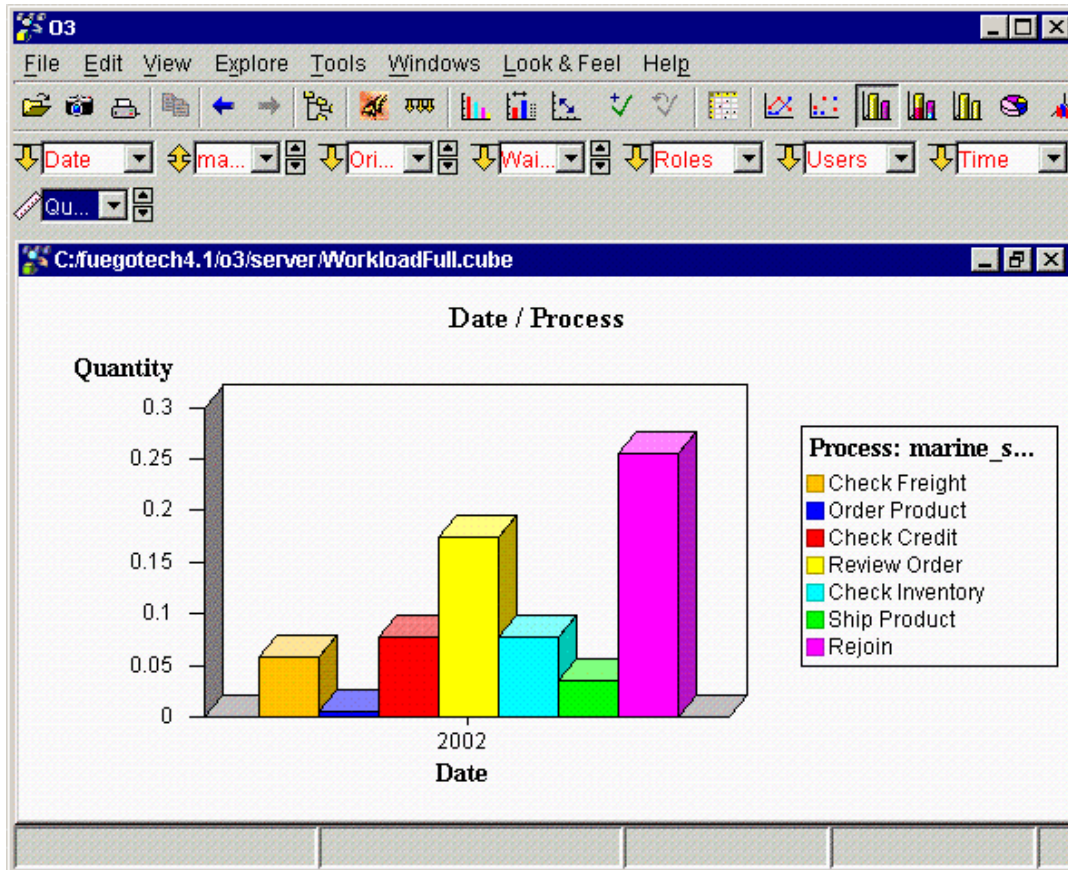 O3
File Edit View Explore Tools Windows Look & Feel Help
Date ma... Ori... Wai... Roles Users Time
Qu...
C:/fuegotech4.1/o3/server/WorkloadFull.cube
Date / Process
Quantity
0.3
0.25
0.2
0.15
0.1
0.05
0
2002
Date
Process: marine_s...
Check Freight
Order Product
Check Credit
Review Order
Check Inventory
Ship Product
Rejoin